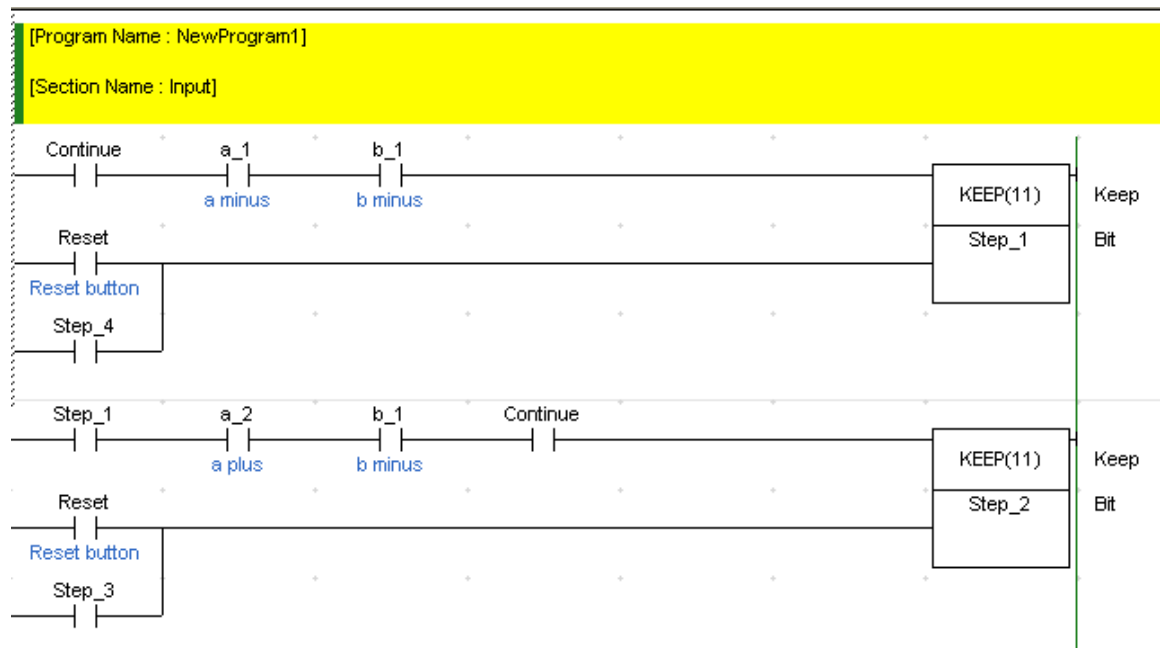 [Program Name : NewProgram1]
[Section Name : Input]
Continue a_1 b_1
a minus b minus KEEP(11) Keep
Reset Step_1 Bit
Reset button
Step_4
Step_1 a_2 b_1 Continue
a plus b minus KEEP(11) Keep
Reset Step_2 Bit
Reset button
Step_3